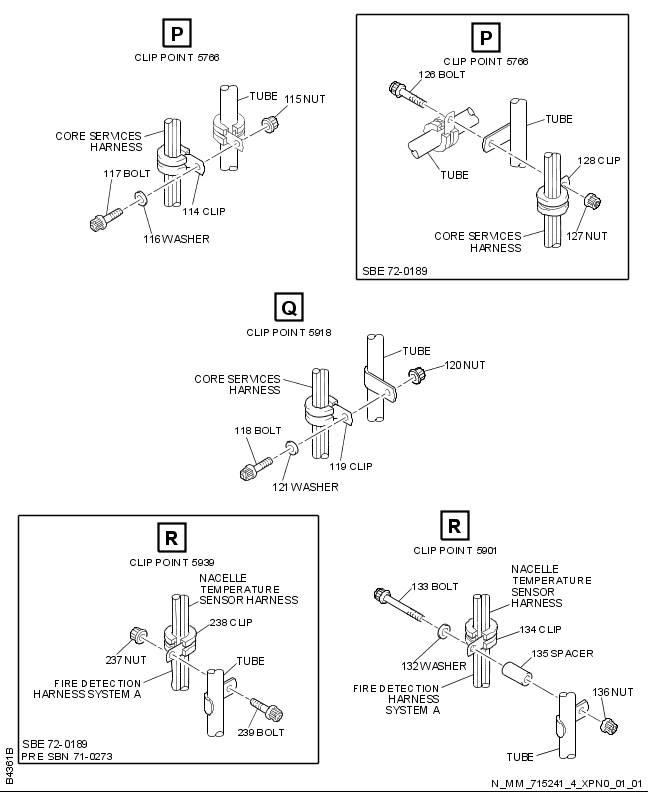 P
CLIP POINT 5766
TUBE
115 NUT
CORE SERVICES
HARNESS
117 BOLT
114 CLIP
116 WASHER
P
CLIP POINT 5766
126 BOLT
TUBE
128 CLIP
TUBE
CORE SERVICES
HARNESS
127 NUT
SBE 72-0189
Q
CLIP POINT 5918
TUBE
120 NUT
CORE SERVICES
HARNESS
118 BOLT
119 CLIP
121 WASHER
R
CLIP POINT 5939
NACELLE
TEMPERATURE
SENSOR HARNESS
238 CLIP
237 NUT
TUBE
FIRE DETECTION
HARNESS SYSTEM A
239 BOLT
SBE 72-0189
PRE SBN 71-0273
R
CLIP POINT 5901
NACELLE
TEMPERATURE
SENSOR
HARNESS
133 BOLT
134 CLIP
135 SPACER
132 WASHER
FIRE DETECTION
HARNESS
SYSTEM A
136 NUT
TUBE
B4361B
N_MM_715241_4_XPN0_01_01